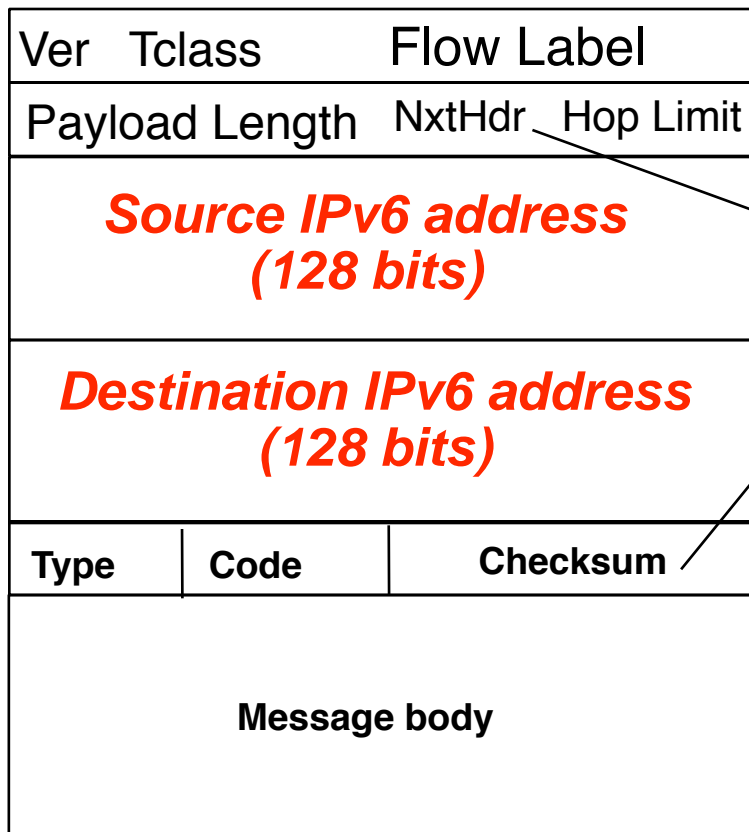 Ver Tclass Flow Label
Payload Length NxtHdr Hop Limit
Source IPv6 address
(128 bits)
Destination IPv6 address
(128 bits)
Type Code Checksum
Message body